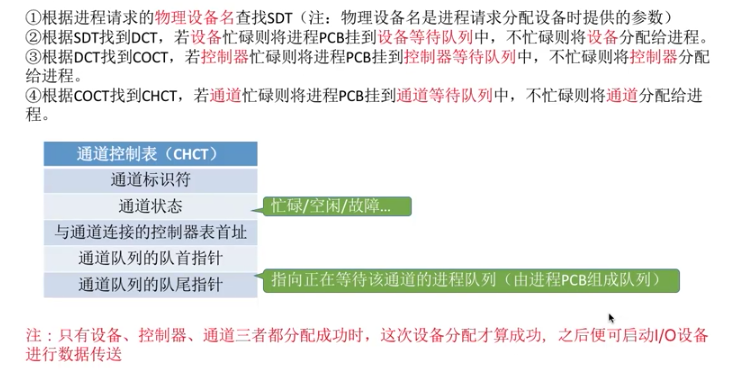 ①根据进程请求的物理设备名查找SDT（注：物理设备名是进程请求分配设备时提供的参数）
②根据SDT找到DCT，若设备忙碌则将进程PCB挂到设备等待队列中，不忙碌则将设备分配给进程。
③根据DCT找到COCT，若控制器忙碌则将进程PCB挂到控制器等待队列中，不忙碌则将控制器分配
给进程。
④根据COCT找到CHCT，若通道忙碌则将进程PCB挂到通道等待队列中，不忙碌则将通道分配给进
程。
通道控制表（CHCT）
通道标识符
通道状态
忙碌/空闲/故障...
与通道连接的控制器表首址
通道队列的队首指针
通道队列的队尾指针
指向正在等待该通道的进程队列（由进程PCB组成队列）
注：只有设备、控制器、通道三者都分配成功时，这次设备分配才算成功，之后便可启动I/O设备
进行数据传送